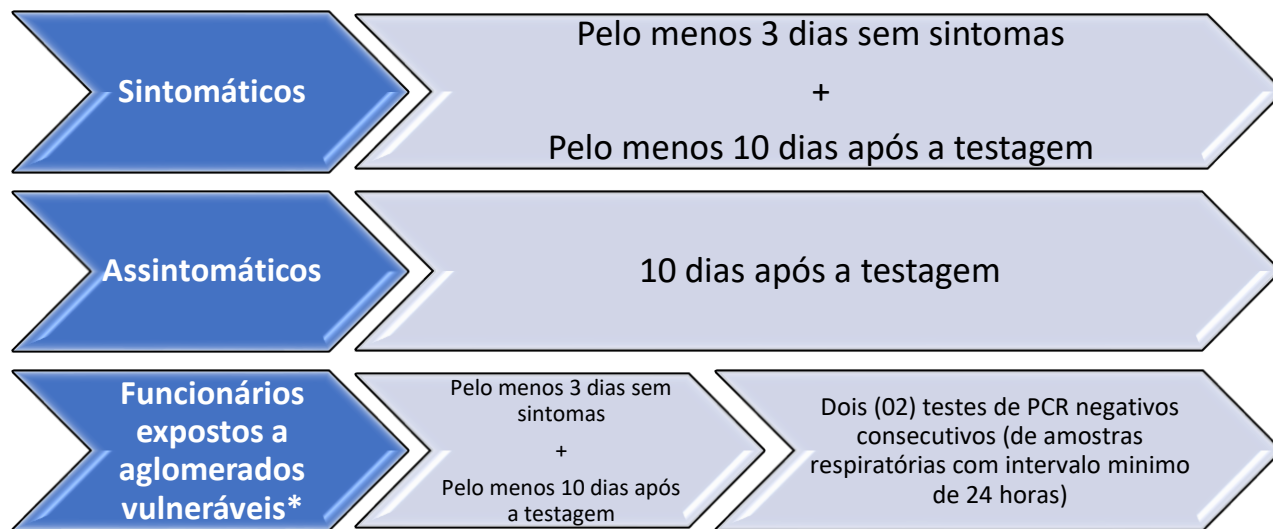 Sintomáticos
Pelo menos 3 dias sem sintomas
+
Pelo menos 10 dias após a testagem
Assintomáticos
10 dias após a testagem
Funcionários
expostos a
aglomerados
vulneráveis*
Pelo menos 3 dias sem
sintomas
+
Pelo menos 10 dias após
a testagem
Dois (02) testes de PCR negativos
consecutivos (de amostras
respiratórias com intervalo minimo
de 24 horas)